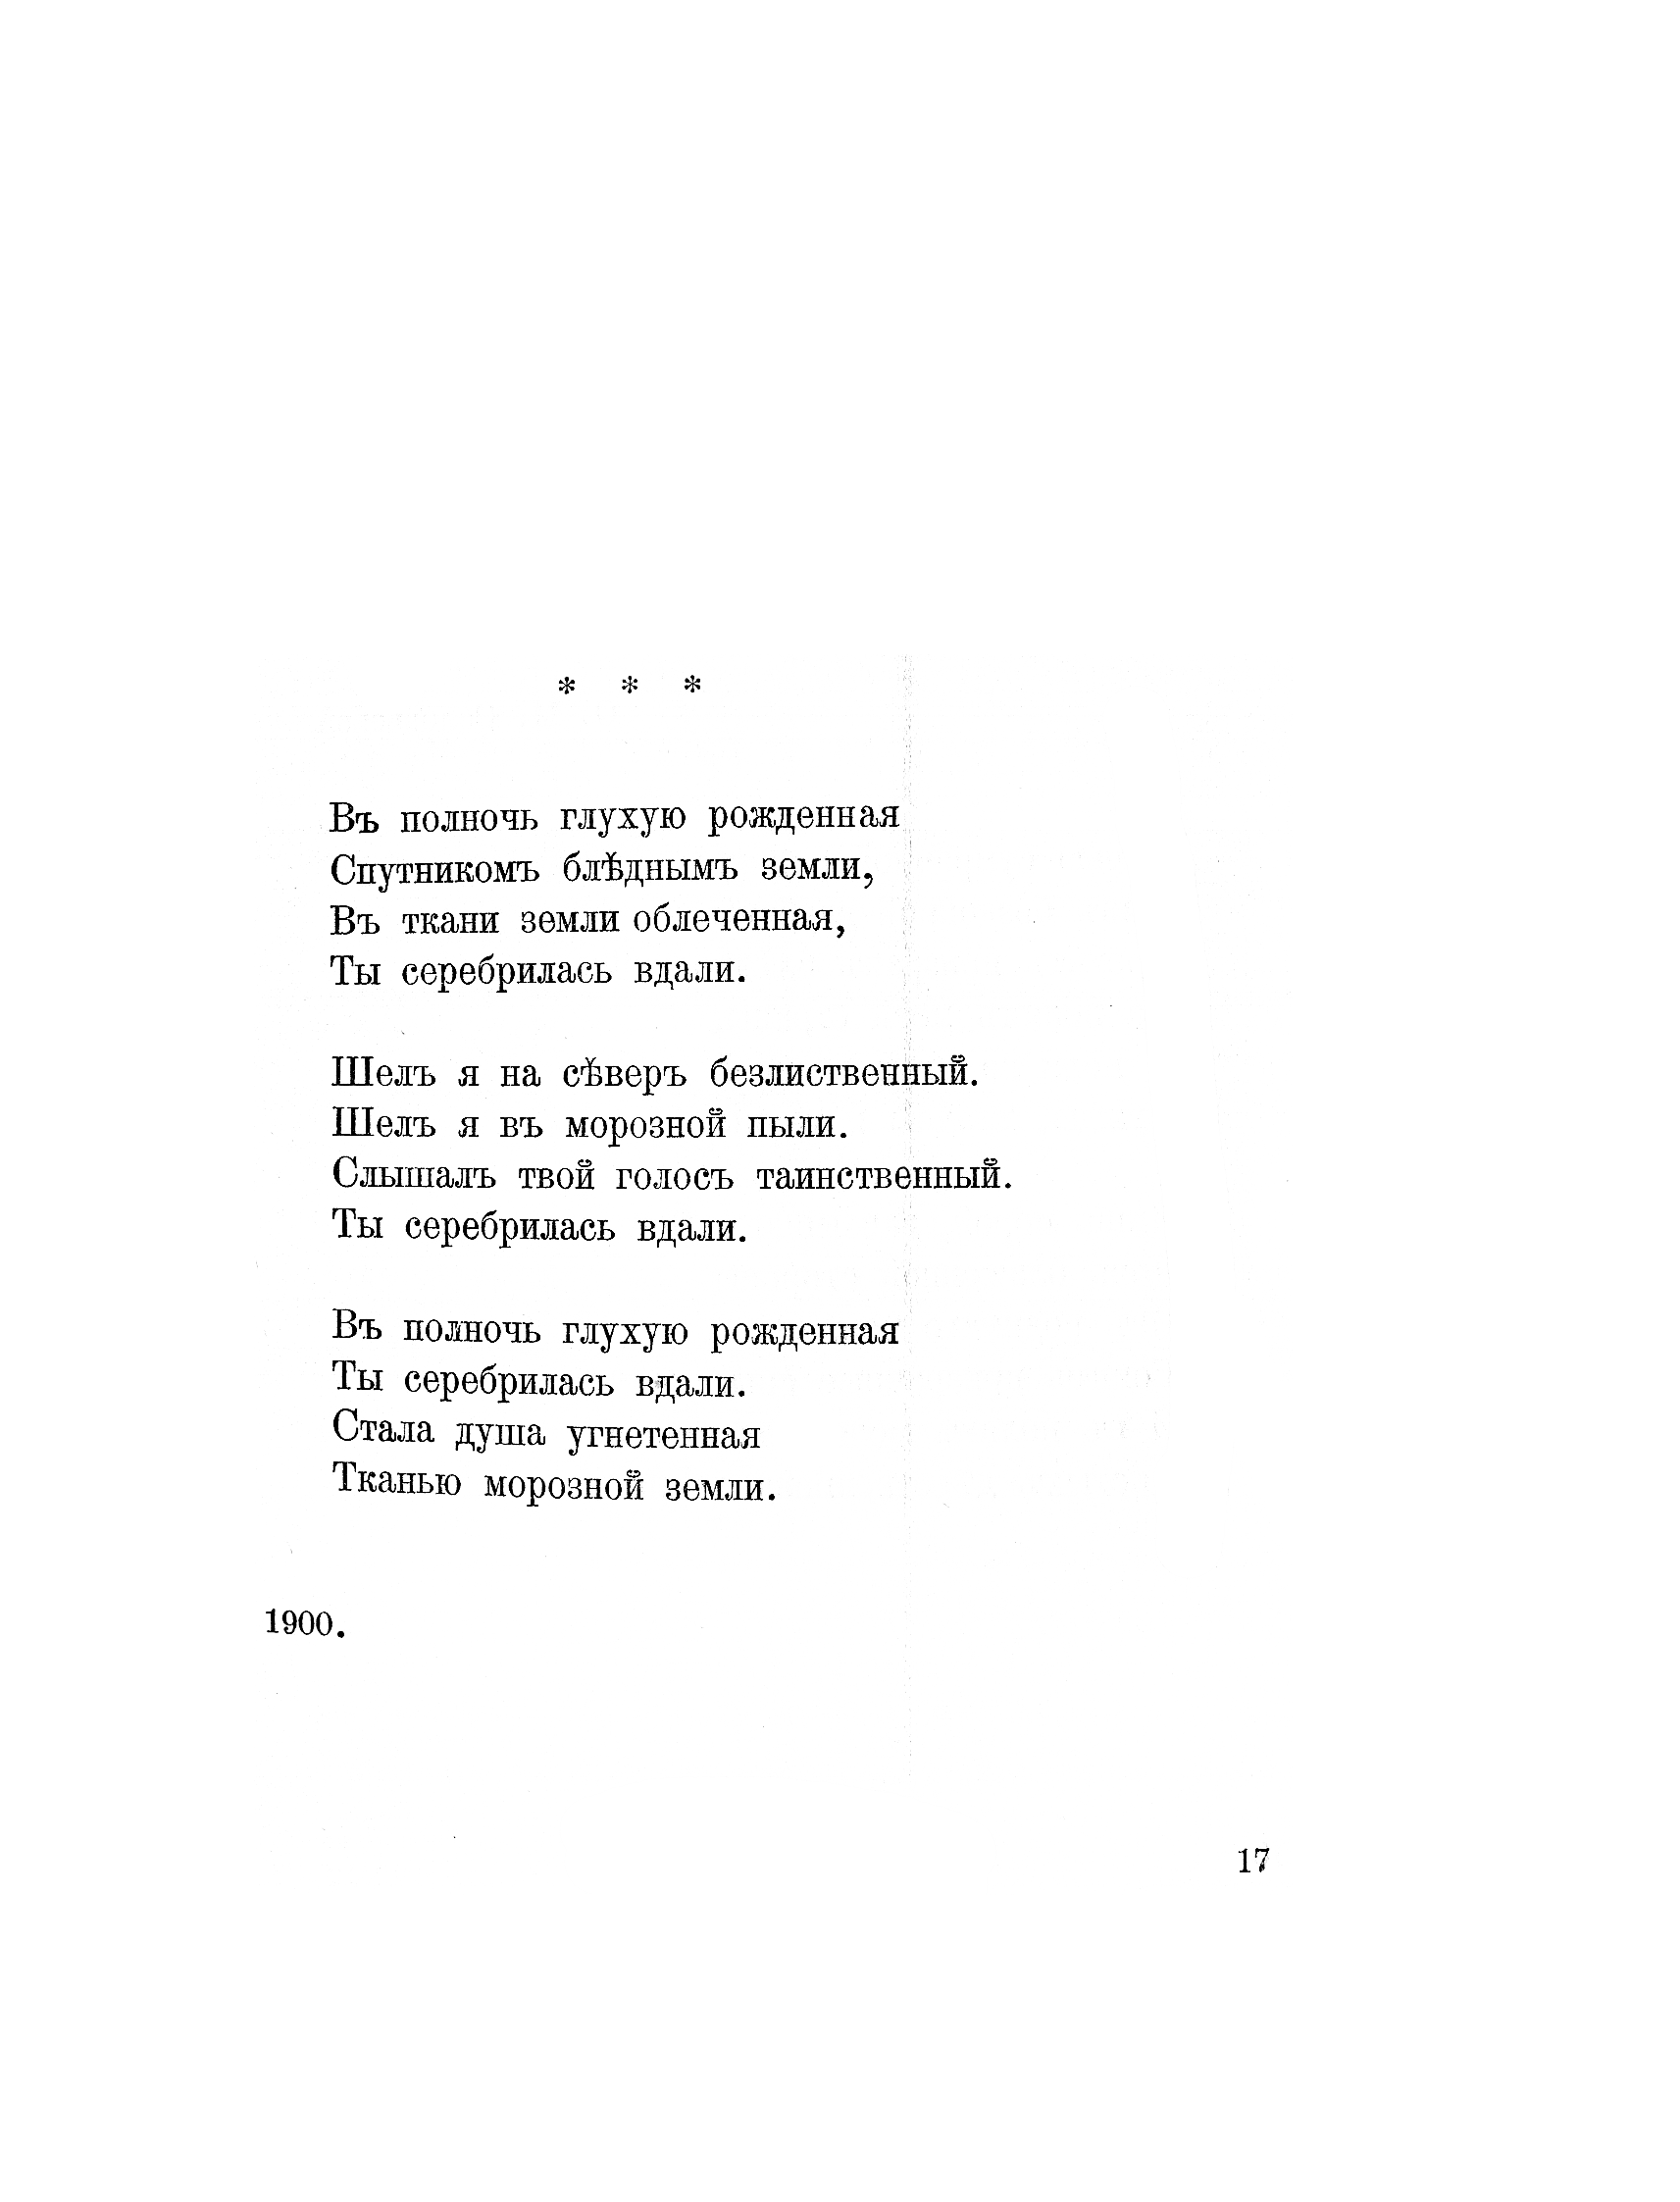 * * *
Въ полночь глухую рожденная
Спутникомъ блѣднымъ земли,
Въ ткани земли облеченная,
Ты серебрилась вдали.
Шелъ я на сѣверъ безлиственный.
Шелъ я въ морозной пыли.
Слышалъ твой голосъ таинственный.
Ты серебрилась вдали.
Въ полночь глухую рожденная
Ты серебрилась вдали.
Стала душа угнетенная
Тканью морозной земли.
1900.
17